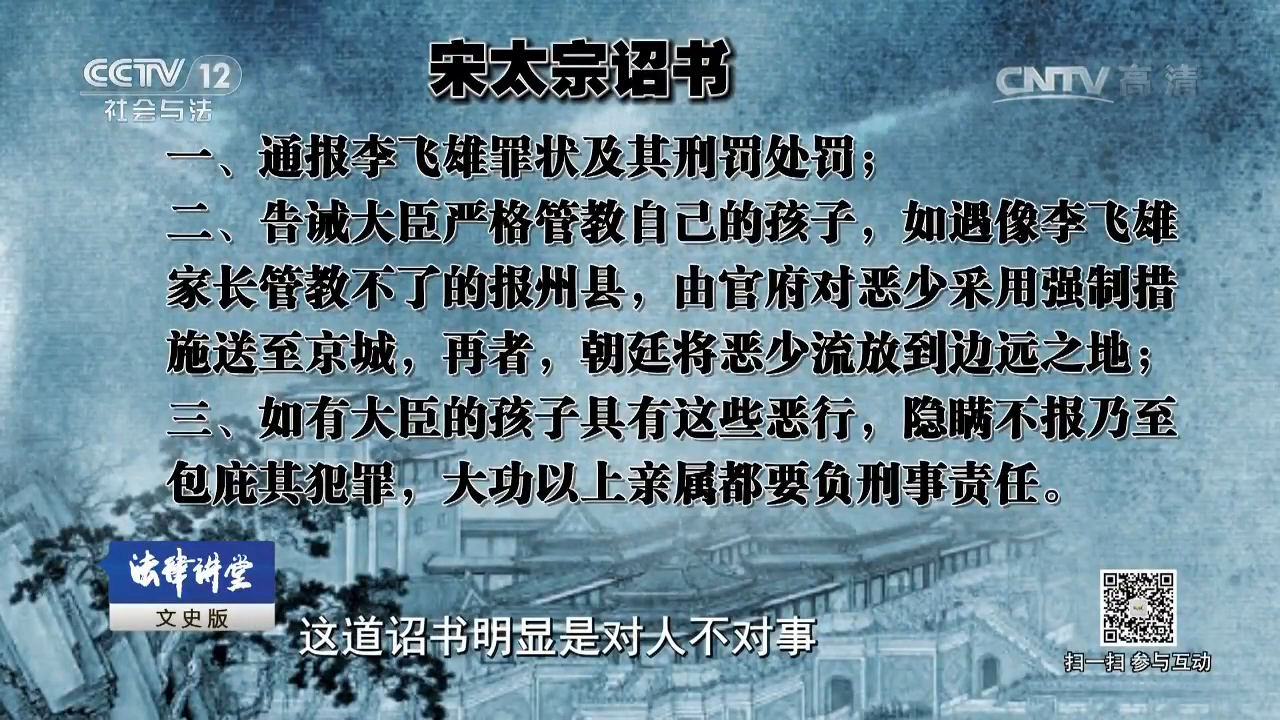 宋太宗诏书
CCTV 12
社会与法
CNTV 高清
一、通报李飞雄罪状及其刑罚处罚；
二、告诫大臣严格管教自己的孩子，如遇像李飞雄
家长管教不了的报州县，由官府对恶少采用强制措
施送至京城，再者，朝廷将恶少流放到边远之地；
三、如有大臣的孩子具有这些恶行，隐瞒不报乃至
包庇其犯罪，大功以上亲属都要负刑事责任。
法律讲堂
文史版
这道诏书明显是对人不对事
扫一扫 参与互动